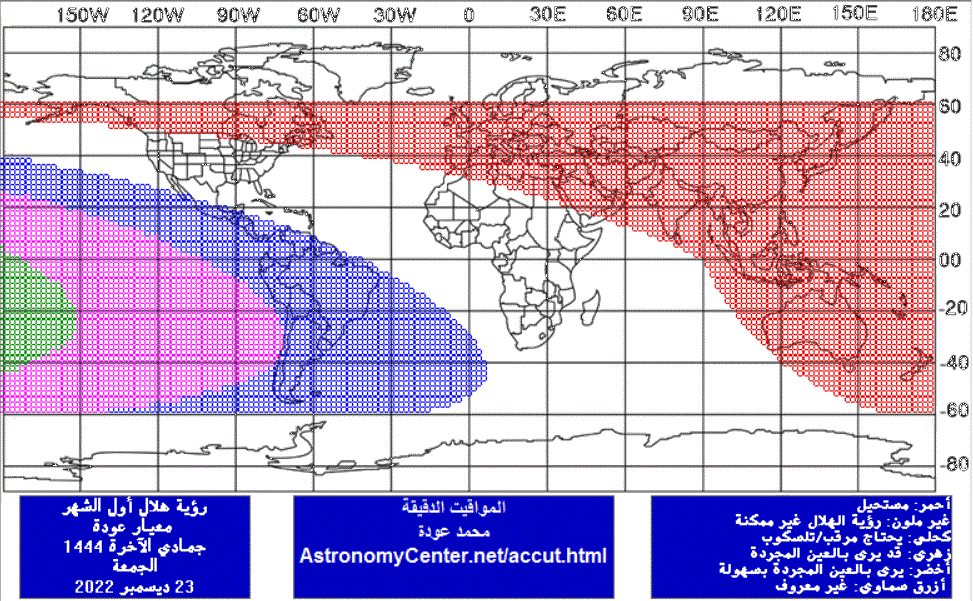 150W 120W 90W 60W 30W 0 30E 60E 90E 120E 150E 180E
80
60
40
20
00
-20
-40
-60
-80
رؤية هلال أول الشهر
معيار عودة
جمادي الآخرة 1444
الجمعة
23 ديسمبر 2022
المواقيت الدقيقة
محمد عودة
AstronomyCenter.net/accut.html
أحمر: مستحيل
غير ملون: رؤية الهلال غير ممكنة
كحلي: يحتاج مرقب/تلسكوب
زهري: قد يرى بالعين المجردة
أخضر: يرى بالعين المجردة بسهولة
أزرق سماوي: غير معروف